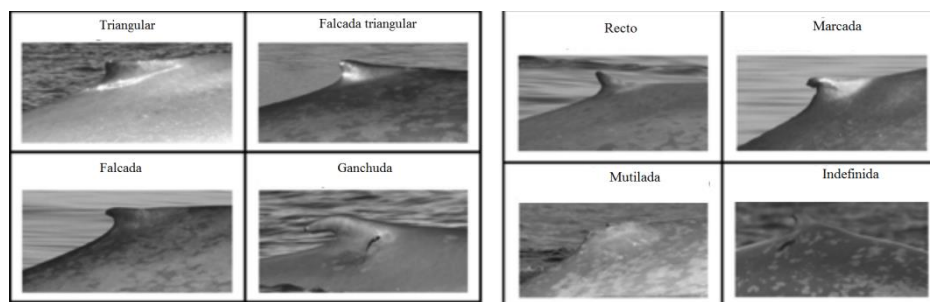 Triangular
Falcada triangular
Falcada
Ganchuda
Recto
Marcada
Mutilada
Indefinida